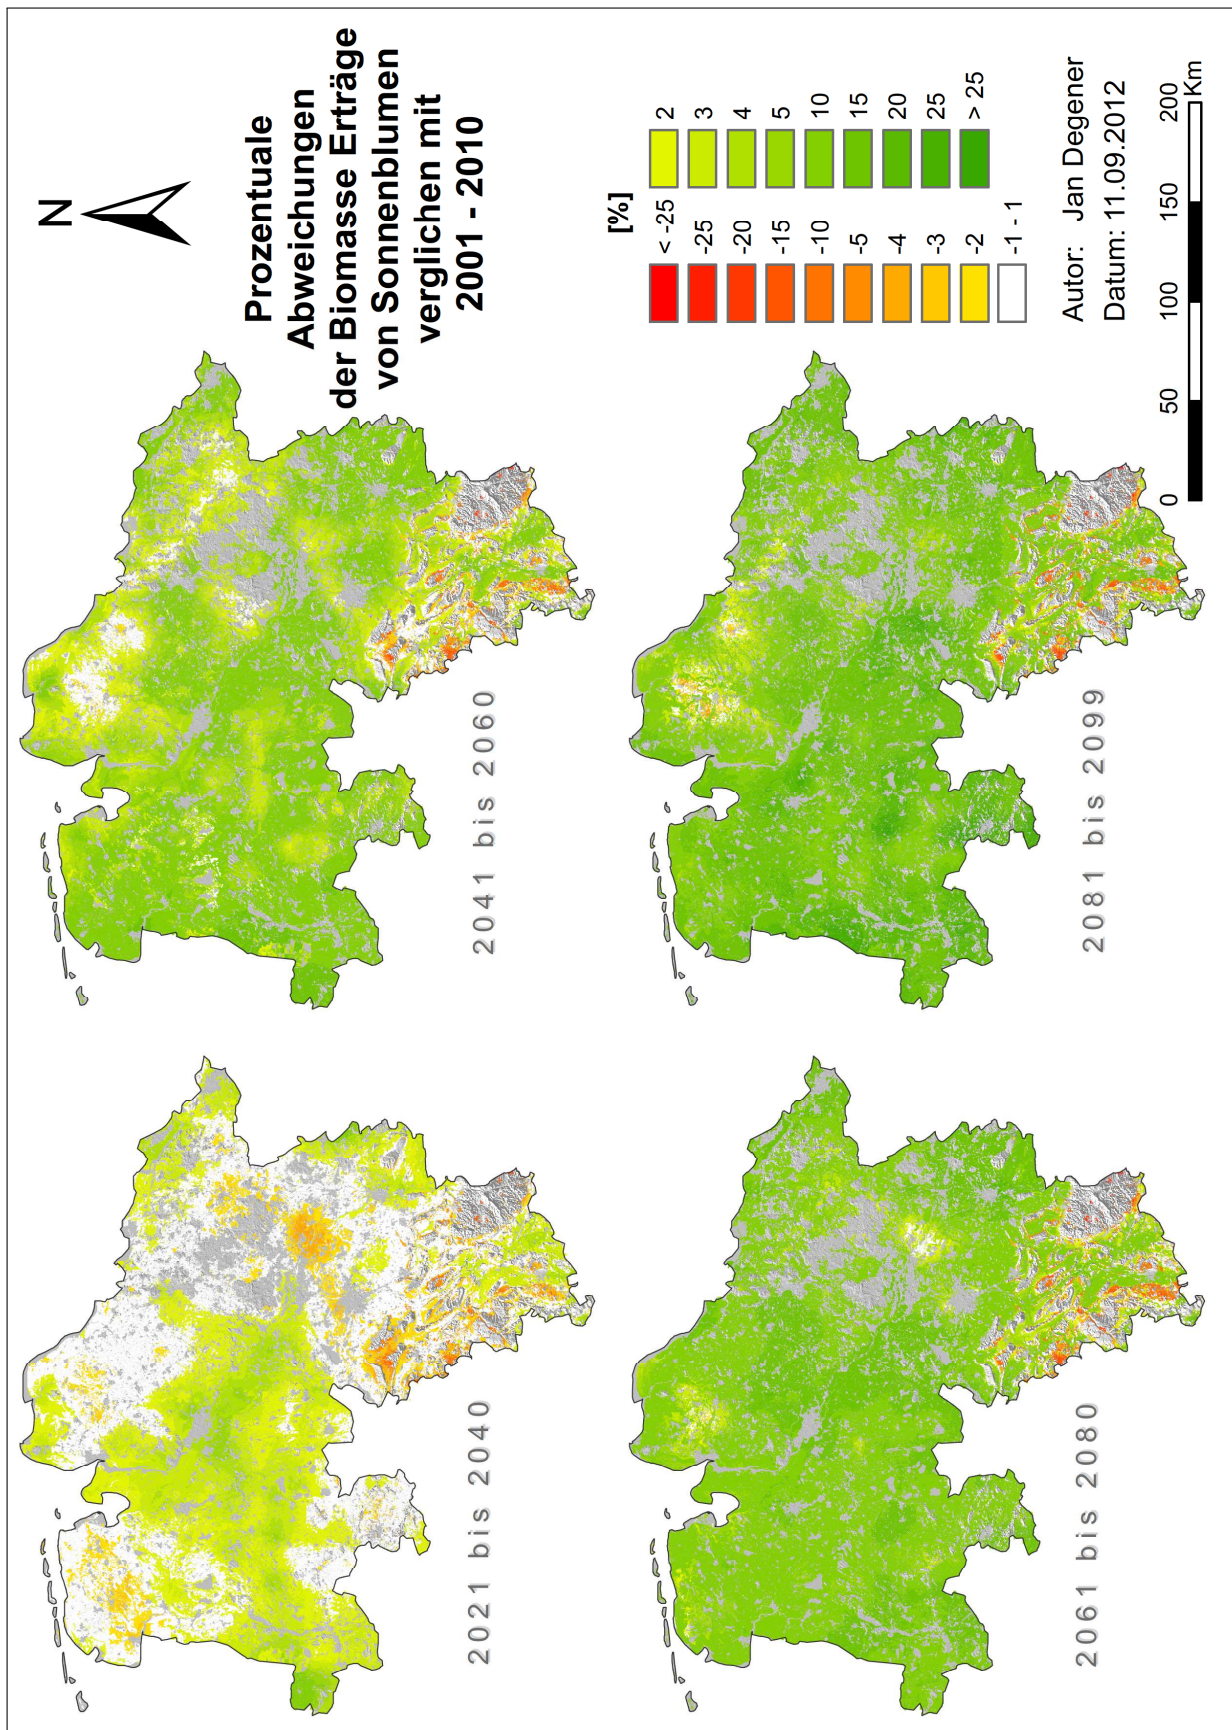 N
Prozentuale
Abweichungen
der Biomasse Erträge
von Sonnenblumen
verglichen mit
2001 - 2010
2021 bis 2040
2041 bis 2060
2061 bis 2080
2081 bis 2099
[%]
< -25
-25
-20
-15
-10
-5
-4
-3
-2
-1 - 1
2
3
4
5
10
15
20
25
> 25
Autor: Jan Degener
Datum: 11.09.2012
0 50 100 150 200
Km